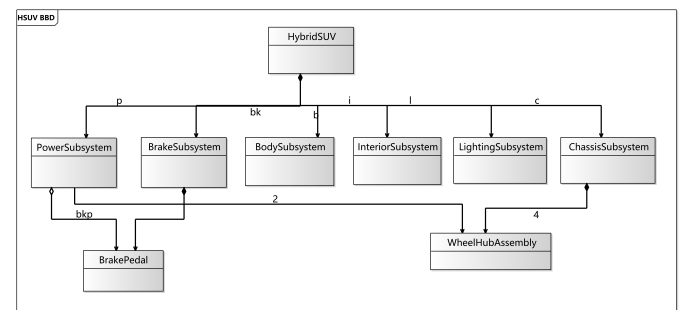 HSUV BBD
HybridSUV
p
bk
b
i
l
c
PowerSubsystem
BrakeSubsystem
BodySubsystem
InteriorSubsystem
LightingSubsystem
ChassisSubsystem
2
bkp
4
BrakePedal
WheelHubAssembly